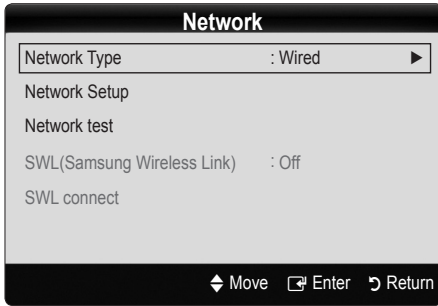 Network
Network Type : Wired ▶
Network Setup
Network test
SWL(Samsung Wireless Link) : Off
SWL connect
Move Enter Return